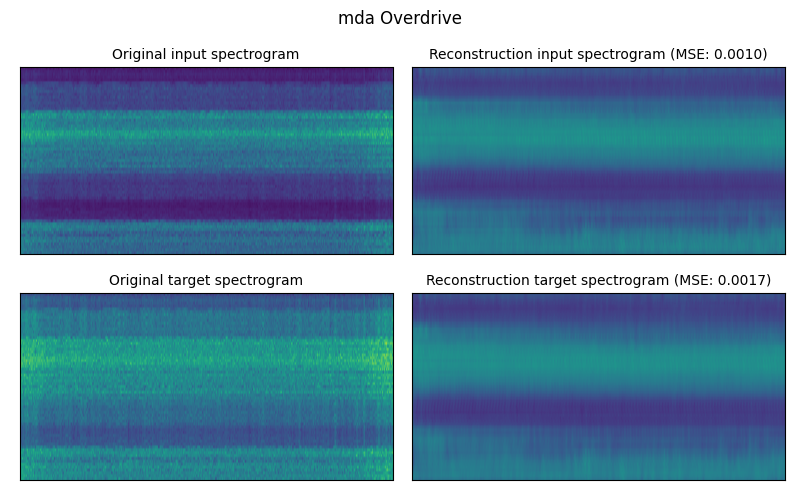 mda Overdrive
Original input spectrogram
Reconstruction input spectrogram (MSE: 0.0010)
Original target spectrogram
Reconstruction target spectrogram (MSE: 0.0017)